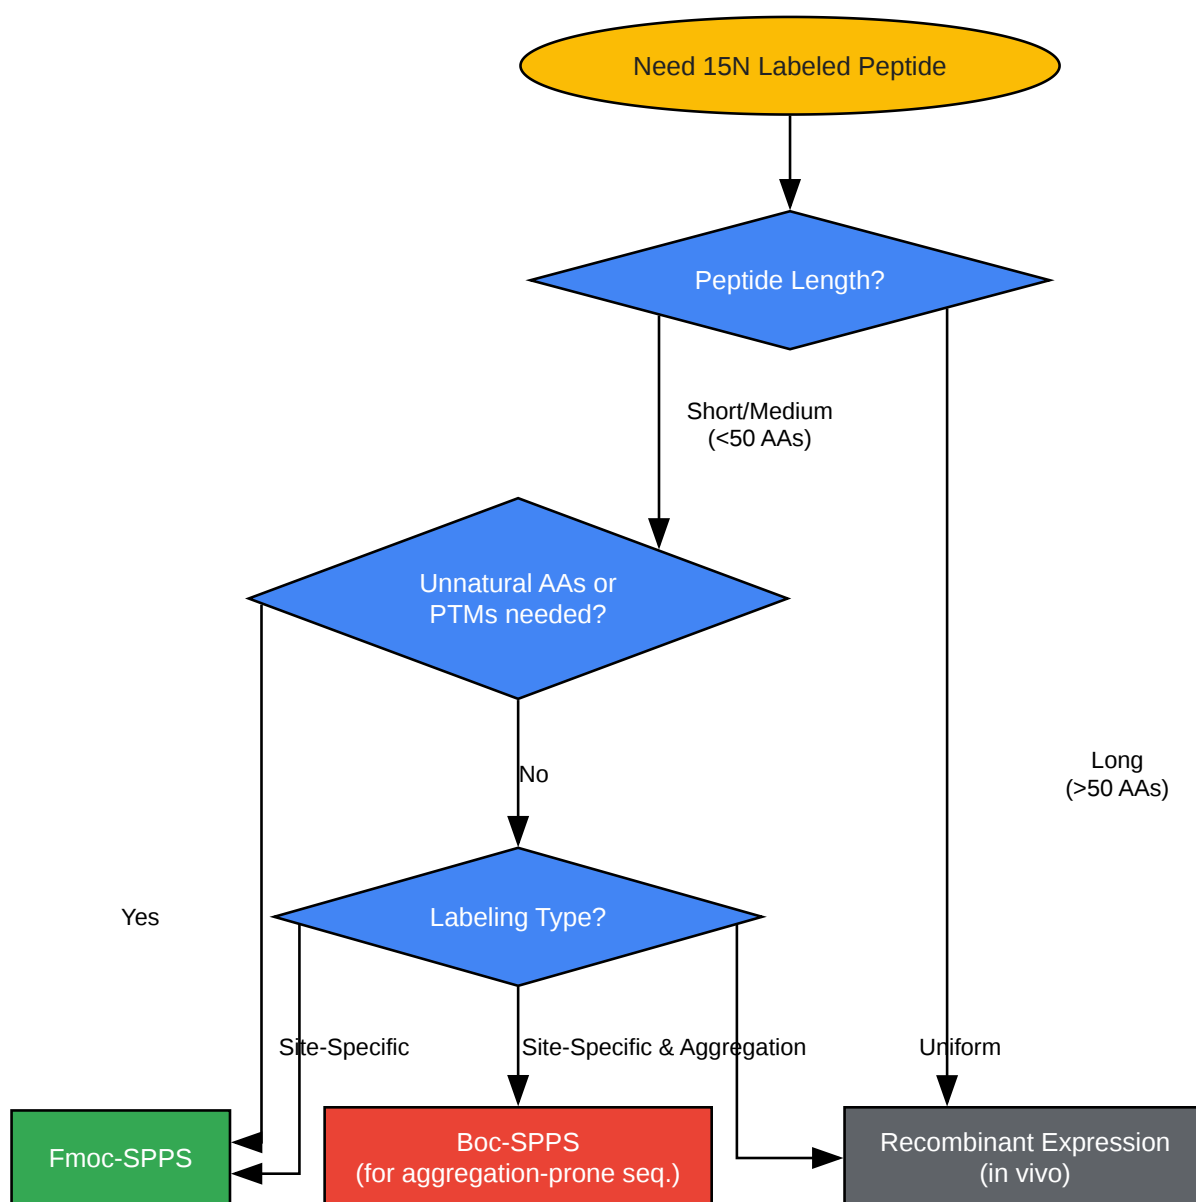 Need 15N Labeled Peptide
Peptide Length?
Short/Medium
(<50 AAs)
Unnatural AAs or
PTMs needed?
Long
(>50 AAs)
No
Yes
Labeling Type?
Site-Specific
Site-Specific & Aggregation
Uniform
Fmoc-SPPS
Boc-SPPS
(for aggregation-prone seq.)
Recombinant Expression
(in vivo)